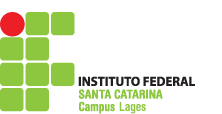 INSTITUTO FEDERAL
SANTA CATARINA
Campus Lages